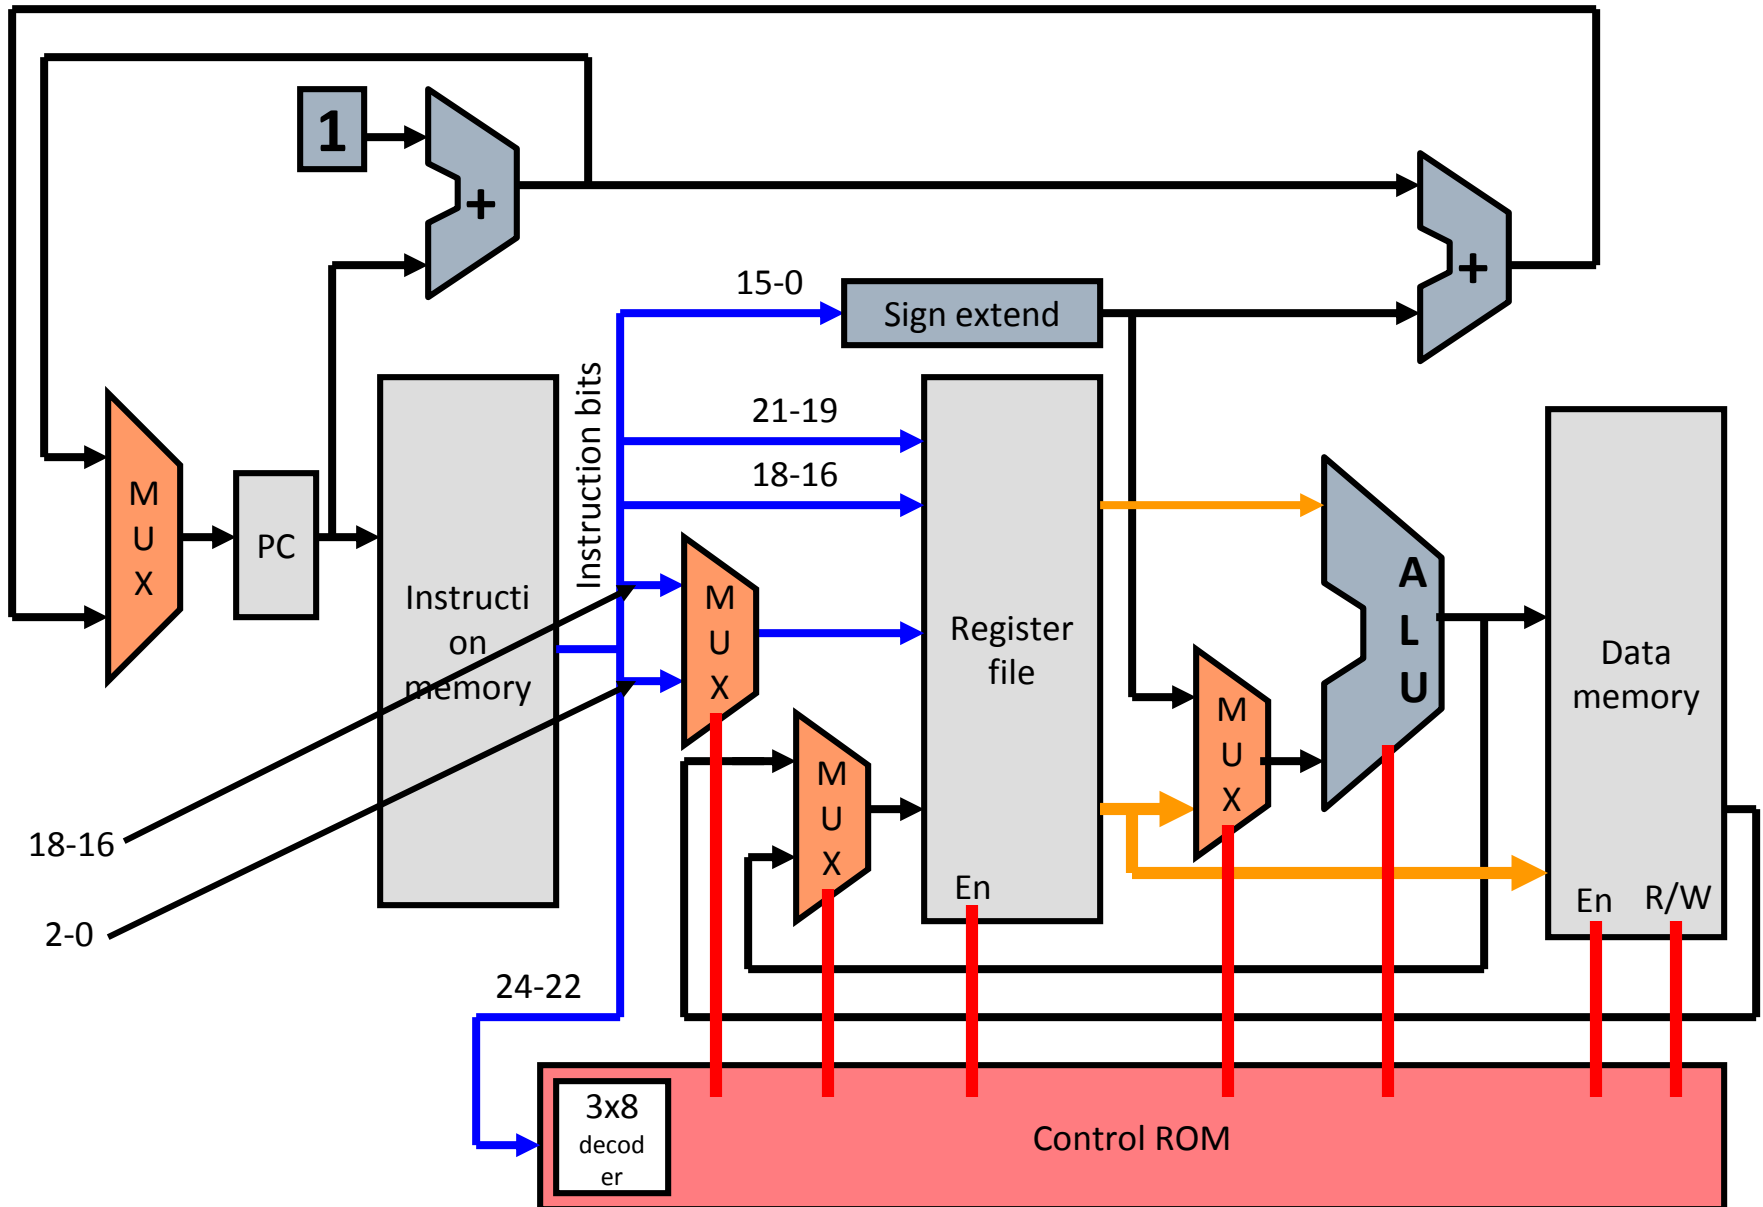 1
+
+
15-0
Sign extend
Instruction bits
21-19
18-16
M
U
X
PC
Instructi
on
memory
M
U
X
Register
file
En
M
U
X
M
U
X
A
L
U
Data
memory
En
R/W
18-16
2-0
24-22
3x8
decod
er
Control ROM